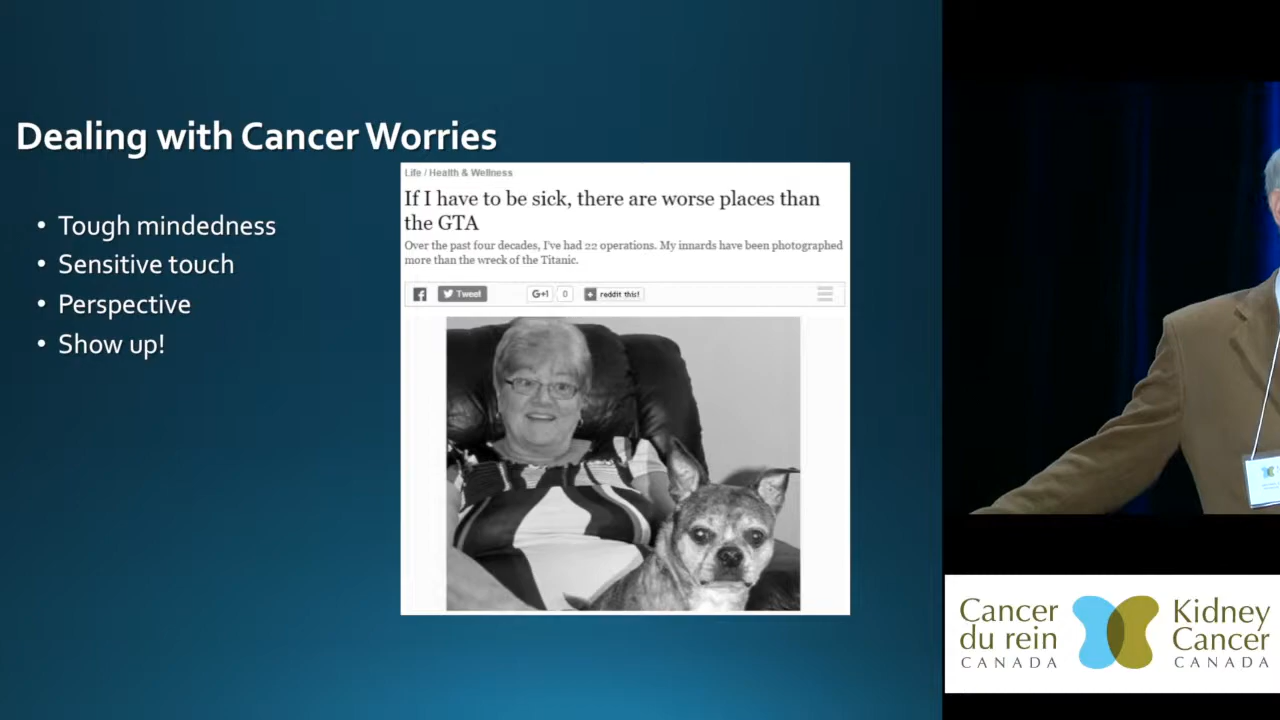 Dealing with Cancer Worries
• Tough mindedness
• Sensitive touch
• Perspective
• Show up!
Life / Health & Wellness
If I have to be sick, there are worse places than
the GTA
Over the past four decades, I've had 22 operations. My innards have been photographed
more than the wreck of the Titanic.
Tweet
G+1
0
reddit this!
Cancer
du rein
CANADA
Kidney
Cancer
CANADA